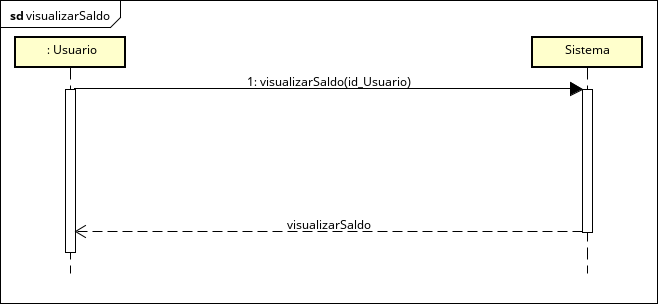 sd visualizarSaldo
: Usuario
Sistema
1: visualizarSaldo(id_Usuario)
visualizarSaldo